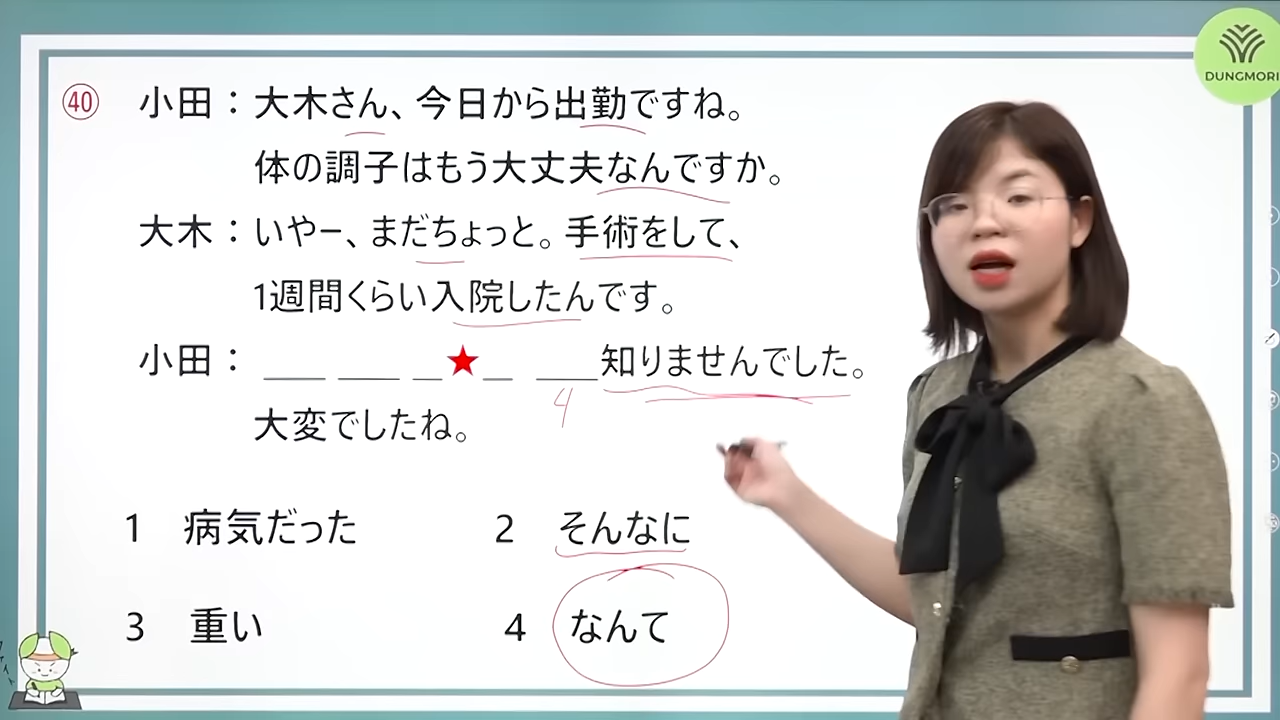 DUNGMORI
㊵ 小田：大木さん、今日から出勤ですね。
体の調子はもう大丈夫なんですか。
大木：いやー、まだちょっと。手術をして、
1週間くらい入院したんです。
小田：＿＿ ＿＿ ＿★＿ ＿＿知りませんでした。
4
大変でしたね。
1 病気だった 2 そんなに
3 重い 4 なんて